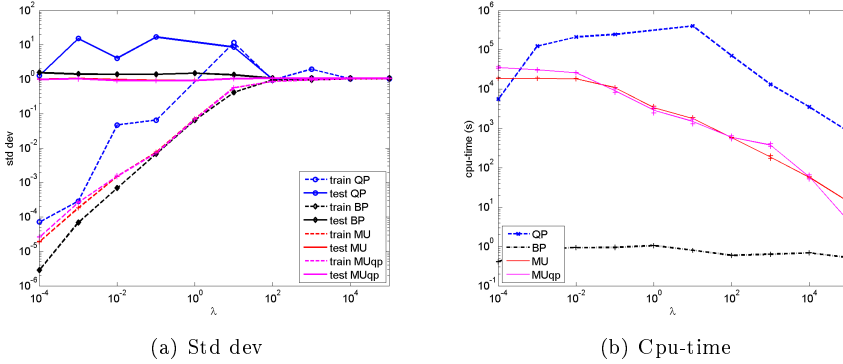 std dev
10^2
10^1
10^0
10^-1
10^-2
10^-3
10^-4
10^-5
10^-6
std dev
train QP
test QP
train BP
test BP
train MU
test MU
train MUqp
test MUqp
10^-4
10^-2
10^0
10^2
10^4
λ
(a) Std dev
cpu-time
10^6
10^5
10^4
10^3
10^2
10^1
10^0
10^-1
cpu-time (s)
QP
BP
MU
MUqp
10^-4
10^-2
10^0
10^2
10^4
λ
(b) Cpu-time